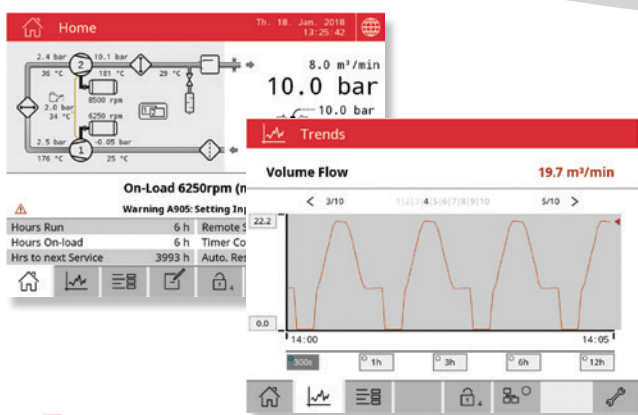 Home
Th. 18. Jan. 2018
13:25:42
2.4 bar
10.1 bar
36 °C
2
181 °C
29 °C
8.0 m³/min
10.0 bar
10.0 bar
8500 rpm
2.0 bar
34 °C
6250 rpm
2.5 bar
-0.05 bar
1
176 °C
25 °C
On-Load 6250rpm
Warning A905: Setting
Hours Run 6 h Remote
Hours On-load 6 h Timer
Hrs to next Service 3993 h Auto.
4
Trends
Volume Flow 19.7 m³/min
< 3/10 1|2|3|4|5|6|7|8|9|10 5/10 >
22.2
0.0
14:00 14:05
300s 1h 3h 6h 12h
4